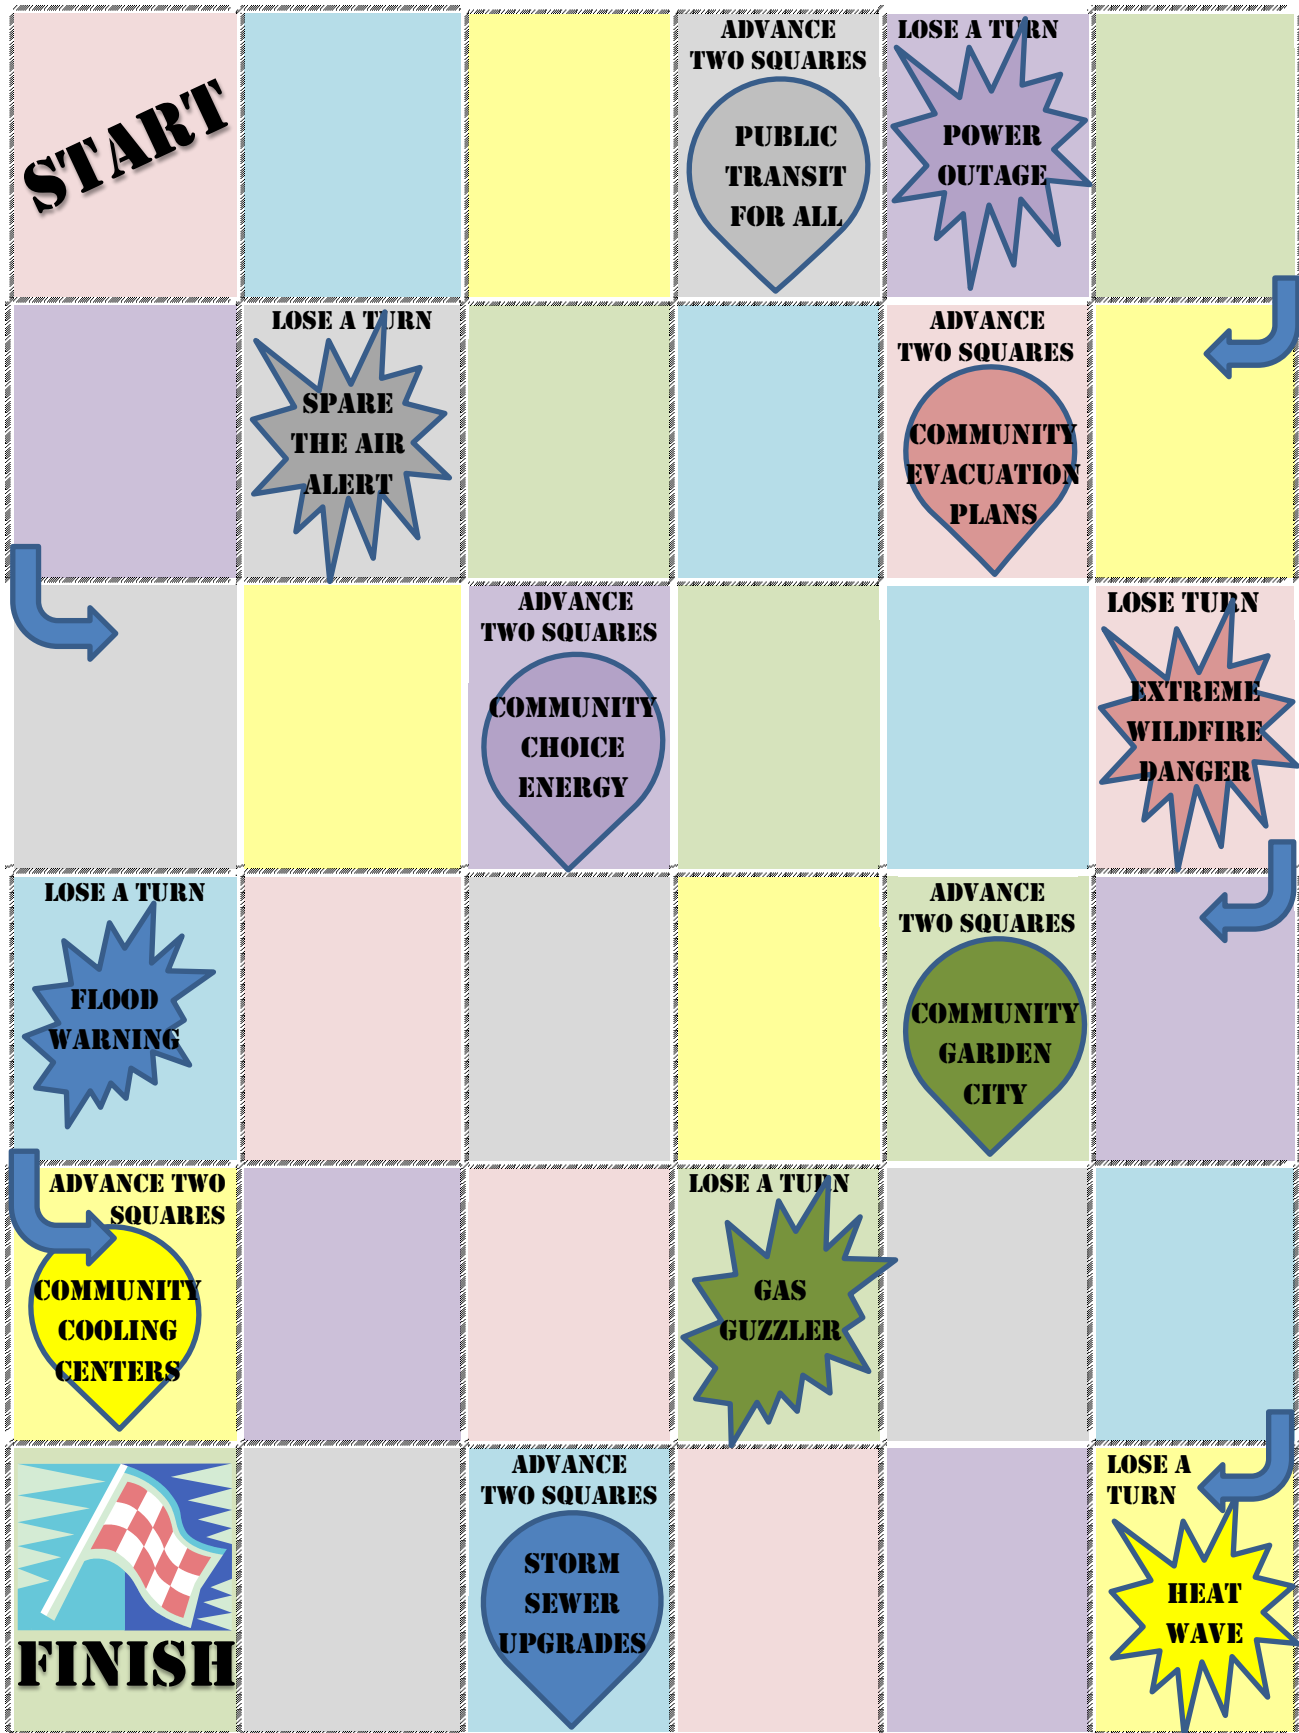 START
ADVANCE
TWO SQUARES
PUBLIC
TRANSIT
FOR ALL
LOSE A TURN
POWER
OUTAGE
LOSE A TURN
SPARE
THE AIR
ALERT
ADVANCE
TWO SQUARES
COMMUNITY
EVACUATION
PLANS
ADVANCE
TWO SQUARES
COMMUNITY
CHOICE
ENERGY
LOSE TURN
EXTREME
WILDFIRE
DANGER
LOSE A TURN
FLOOD
WARNING
ADVANCE
TWO SQUARES
COMMUNITY
GARDEN
CITY
ADVANCE TWO
SQUARES
COMMUNITY
COOLING
CENTERS
LOSE A TURN
GAS
GUZZLER
FINISH
ADVANCE
TWO SQUARES
STORM
SEWER
UPGRADES
LOSE A
TURN
HEAT
WAVE